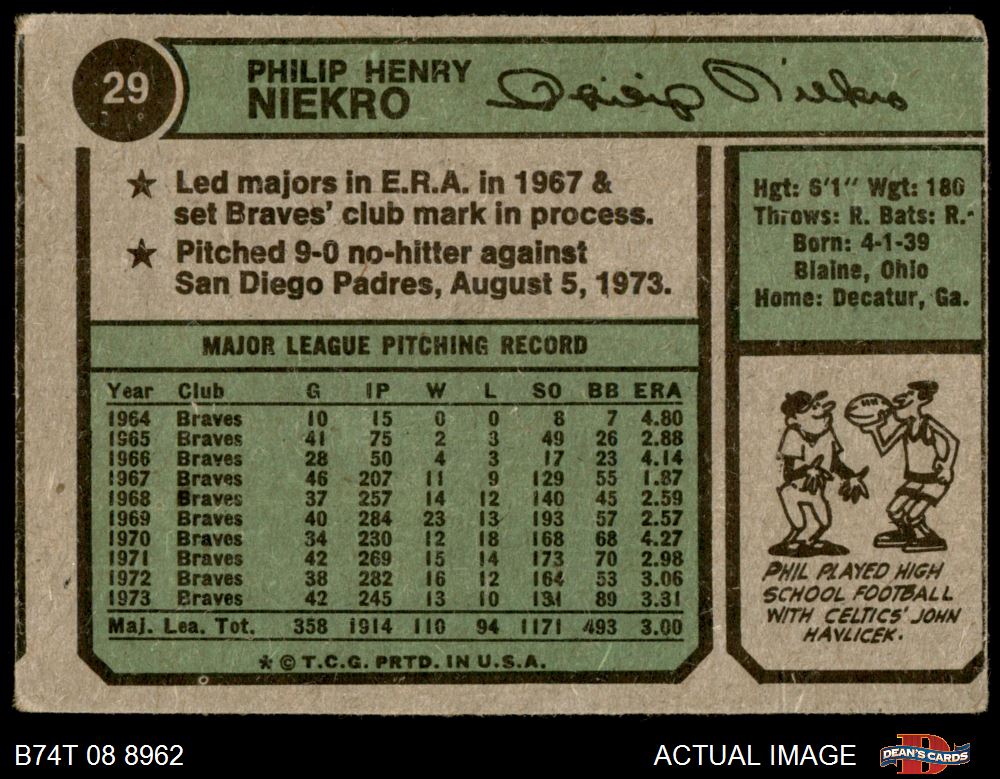 29
PHILIP HENRY
NIEKRO
Philip Niekro
★ Led majors in E.R.A. in 1967 &
set Braves' club mark in process.
★ Pitched 9-0 no-hitter against
San Diego Padres, August 5, 1973.
Hgt: 6'1" Wgt: 180
Throws: R. Bats: R.
Born: 4-1-39
Blaine, Ohio
Home: Decatur, Ga.
MAJOR LEAGUE PITCHING RECORD
Year Club G IP W L SO BB ERA
1964 Braves 10 15 0 0 8 7 4.80
1965 Braves 41 75 2 3 49 26 2.88
1966 Braves 28 50 4 3 17 23 4.14
1967 Braves 46 207 11 9 129 55 1.87
1968 Braves 37 257 14 12 140 45 2.59
1969 Braves 40 284 23 13 193 57 2.57
1970 Braves 34 230 12 18 168 68 4.27
1971 Braves 42 269 15 14 173 70 2.98
1972 Braves 38 282 16 12 164 53 3.06
1973 Braves 42 245 13 10 131 89 3.31
Maj. Lea. Tot. 358 1914 110 94 1171 493 3.00
★ © T.C.G. PRTD. IN U.S.A.
PHIL PLAYED HIGH
SCHOOL FOOTBALL
WITH CELTICS' JOHN
HAVLICEK.
B74T 08 8962
ACTUAL IMAGE
D
DEAN'S CARDS